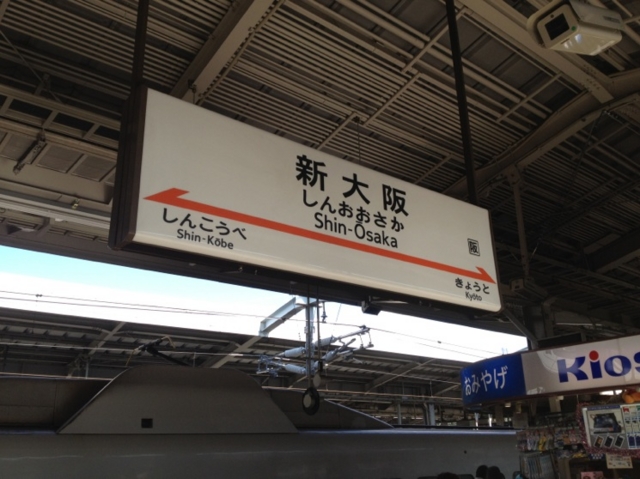 新大阪
しんおおさか
Shin-Ōsaka
しんこうべ
Shin-Kōbe
阪
きょうと
Kyōto
おみやげ
Kios